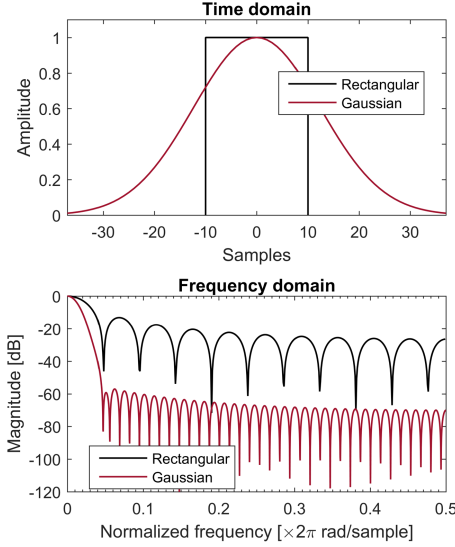 Time domain
1
0.8
0.6
0.4
0.2
0
Amplitude
Rectangular
Gaussian
-30 -20 -10 0 10 20 30
Samples
Frequency domain
0
-20
-40
-60
-80
-100
-120
Magnitude [dB]
Rectangular
Gaussian
0 0.1 0.2 0.3 0.4 0.5
Normalized frequency [×2π rad/sample]